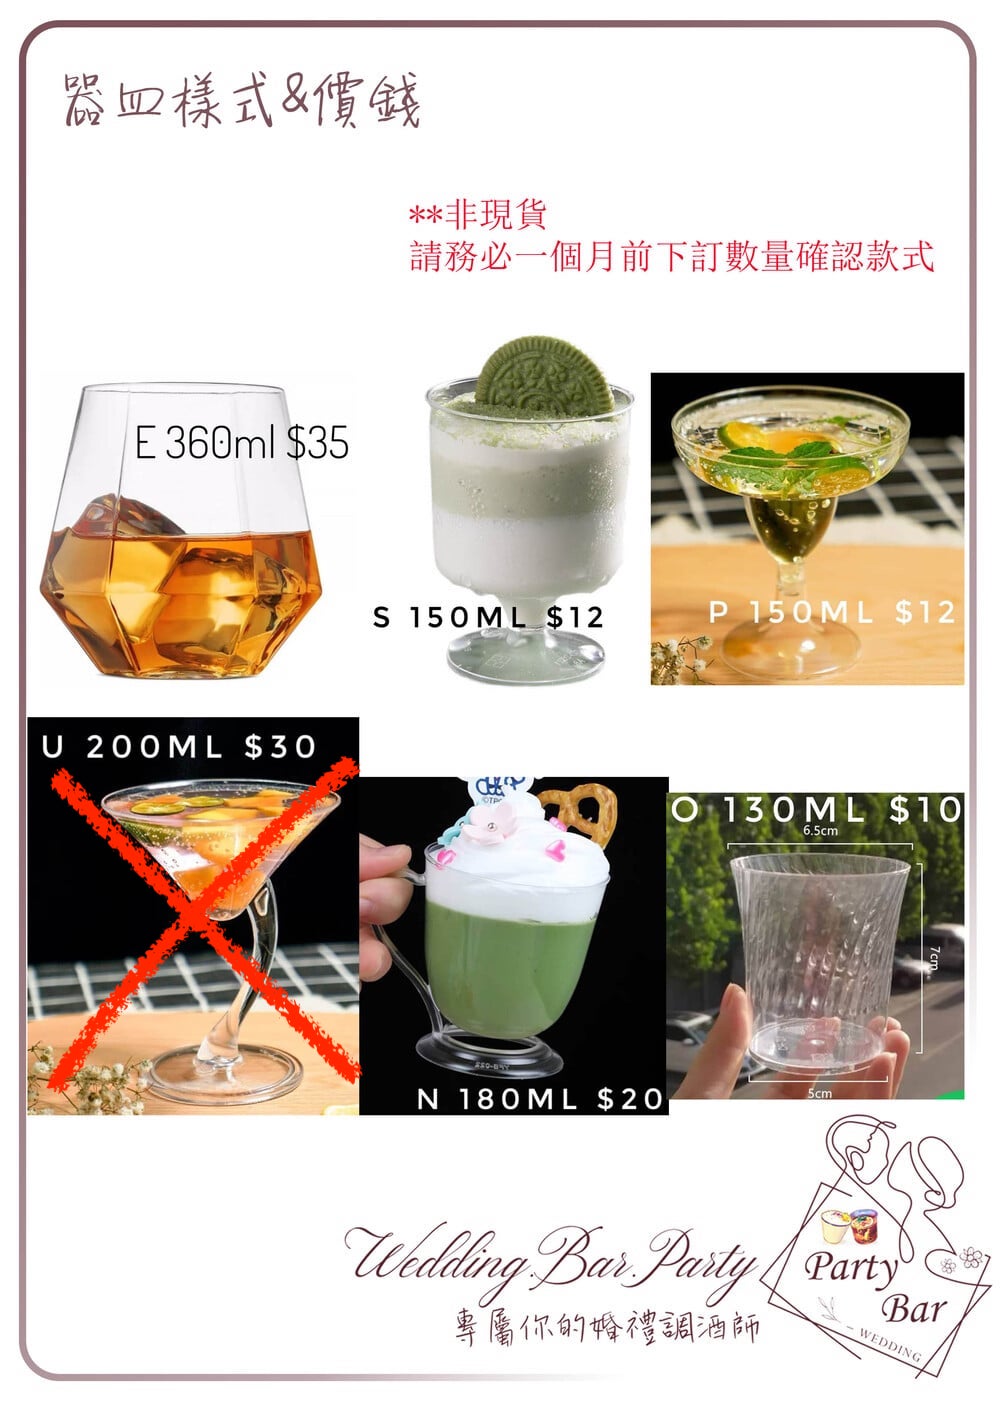 器皿樣式&價錢
**非現貨
請務必一個月前下訂數量確認款式
E 360ml $35
S 150ML $12
P 150ML $12
U 200ML $30
N 180ML $20
O 130ML $10
6.5cm
7cm
5cm
Wedding.Bar.Party
專屬你的婚禮調酒師
Party
Bar
WEDDING